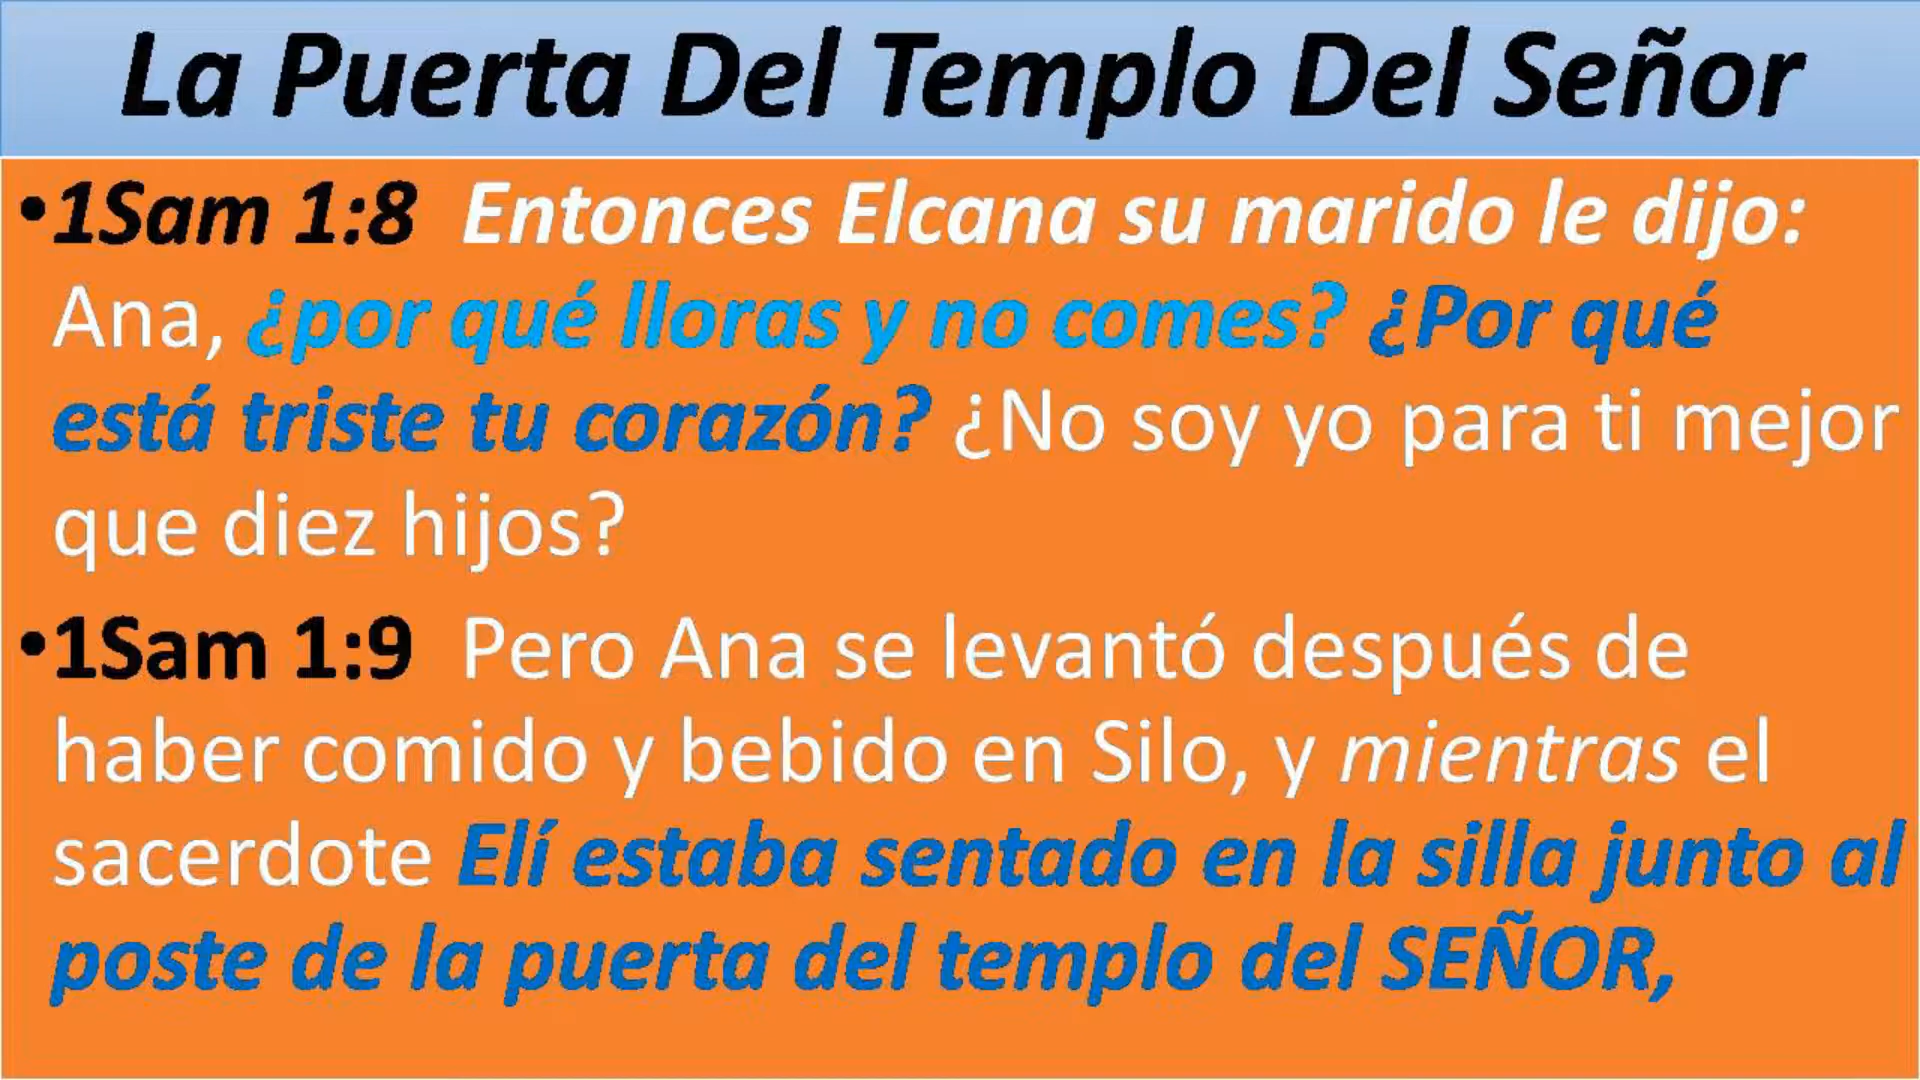 La Puerta Del Templo Del Señor
•1Sam 1:8 Entonces Elcana su marido le dijo:
Ana, ¿por qué lloras y no comes? ¿Por qué
está triste tu corazón? ¿No soy yo para ti mejor
que diez hijos?
•1Sam 1:9 Pero Ana se levantó después de
haber comido y bebido en Silo, y mientras el
sacerdote Elí estaba sentado en la silla junto al
poste de la puerta del templo del SEÑOR,